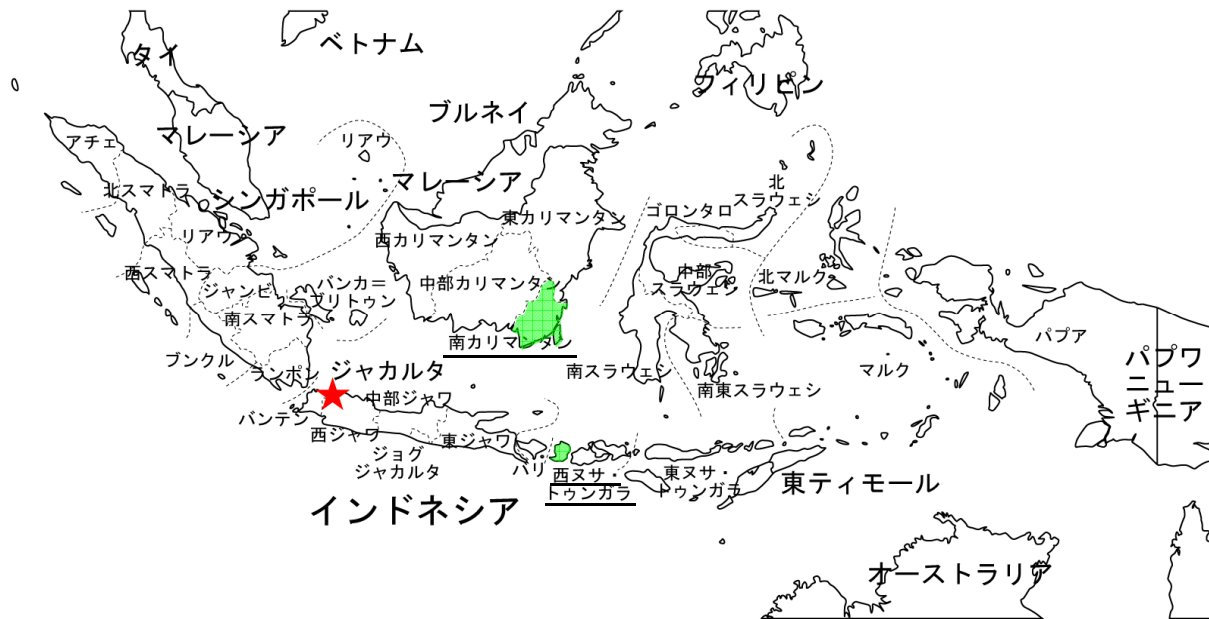 ベトナム
タイ
フィリピン
ブルネイ
マレーシア
リアウ
アチェ
マレーシア
北
スラウェシ
北スマトラ
シンガポール
ゴロンタロ
東カリマンタン
リアウ
西カリマンタン
西スマトラ
中部
スラウェシ
北マルク
中部カリマンタン
バンカ＝
ブリトゥン
ジャンビ
南スマトラ
パプア
南カリマンタン
ブンクル
ランポン
ジャカルタ
南スラウェシ
マルク
パプワ
ニュー
ギニア
南東スラウェシ
中部ジャワ
バンテン
西ジャワ
東ジャワ
ジョグ
ジャカルタ
バリ
西ヌサ・
トゥンガラ
東ヌサ・
トゥンガラ
東ティモール
インドネシア
オーストラリア